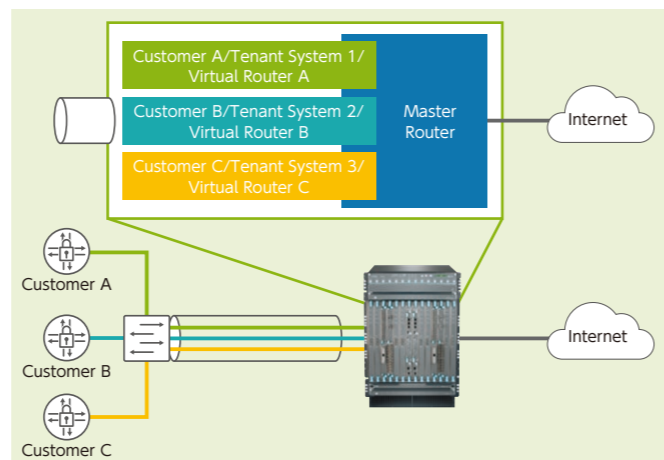 Customer A/Tenant System 1/
Virtual Router A
Customer B/Tenant System 2/
Virtual Router B
Customer C/Tenant System 3/
Virtual Router C
Master
Router
Internet
Customer A
Customer B
Customer C
Internet